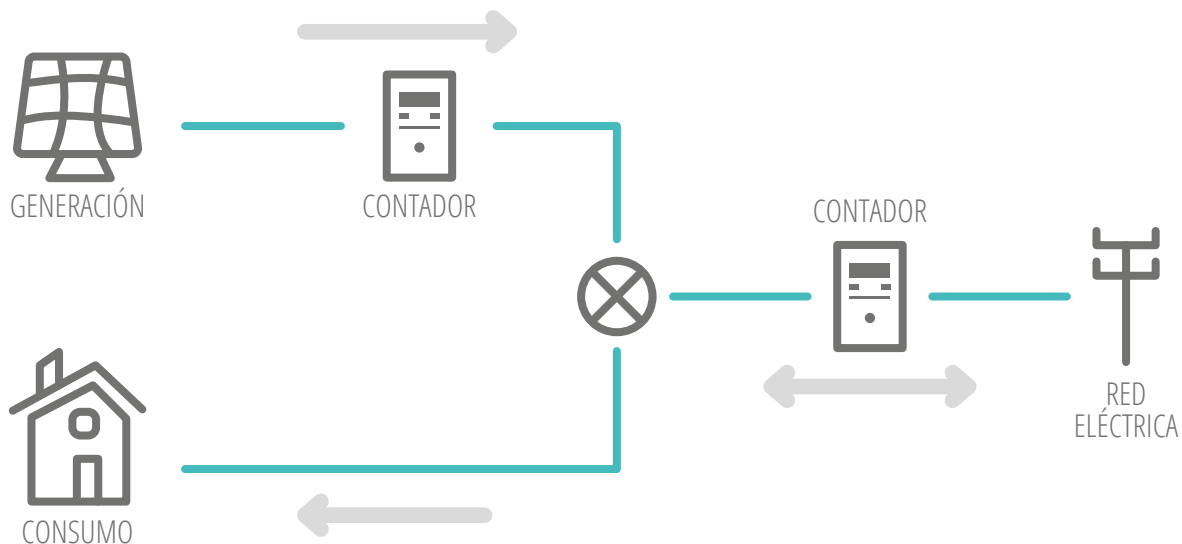 GENERACIÓN
CONTADOR
CONTADOR
RED
ELÉCTRICA
CONSUMO